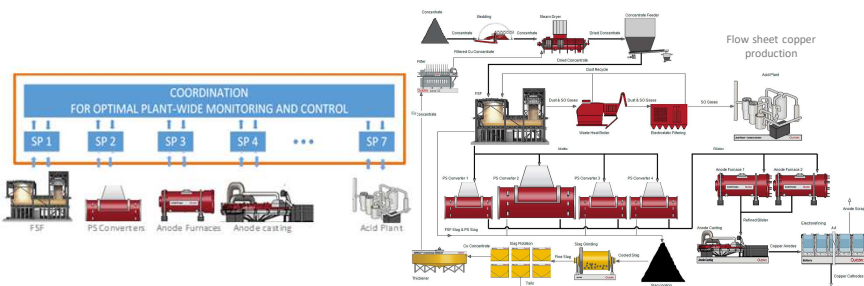 COORDINATION
FOR OPTIMAL PLANT-WIDE MONITORING AND CONTROL
SP 1
SP 2
SP 3
SP 4
SP 7
FSF
PS Converters
Anode Furnaces
Anode casting
Acid Plant
Flow sheet copper
production
Concentrate
Concentrate
Bedding
Concentrate
Steam Dryer
Dried Concentrate
Concentrate Feeder
Filtered Cu Concentrate
Filter
Dried Concentrate
Dust Recycle
FSF
Dust & SO Gases
Waste Heat Boiler
Dust & SO Gases
Electrostatic Filtering
SO Gases
Acid Plant
Concentrate
PS Converter 1
PS Converter 2
PS Converter 3
PS Converter 4
Blister
Anode Furnace 1
Anode Furnace 2
Anode Scrap
Refined Blister
Anode Casting
Copper Anodes
Electrorefining
Copper Cathodes
FSF Slag & PS Slag
Cu Concentrate
Thickener
Slag Flotation
Fine Slag
Slag Grinding
Cooled Slag
Tails